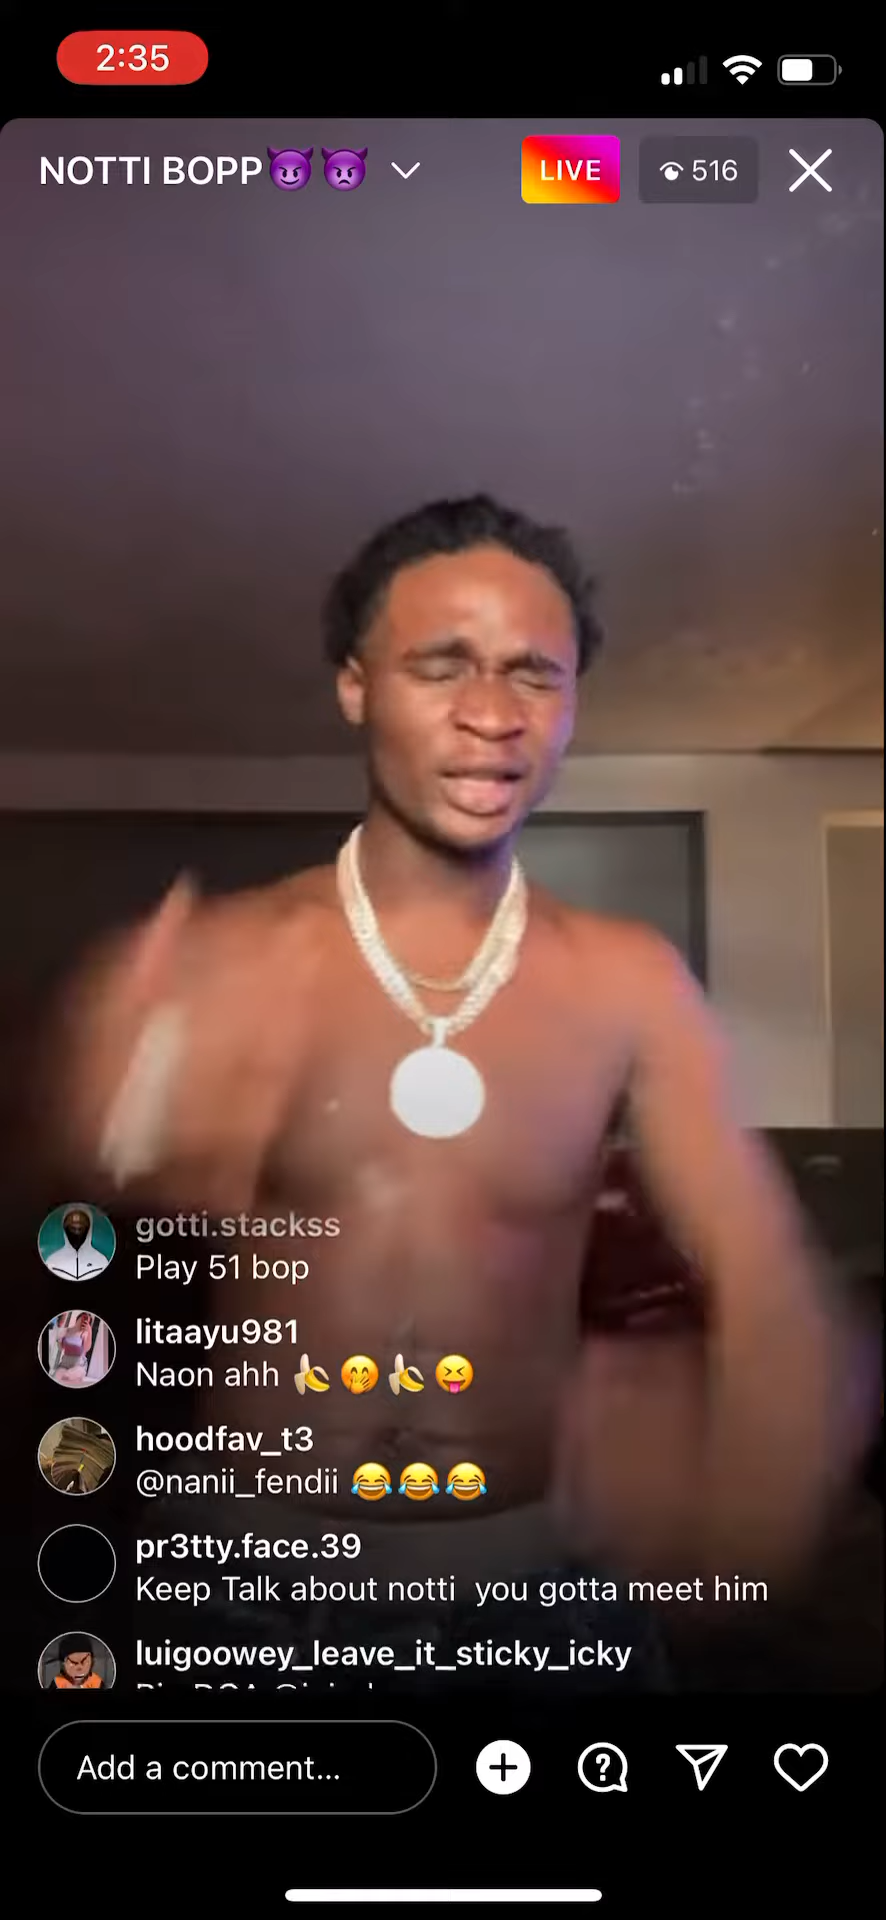 2:35
NOTTI BOPP😈👿
LIVE
516
gotti.stackss
Play 51 bop
litaayu981
Naon ahh 🍌🤭🍌😝
hoodfav_t3
@nanii_fendii 😂😂😂
pr3tty.face.39
Keep Talk about notti  you gotta meet him
luigoowey_leave_it_sticky_icky
Add a comment...